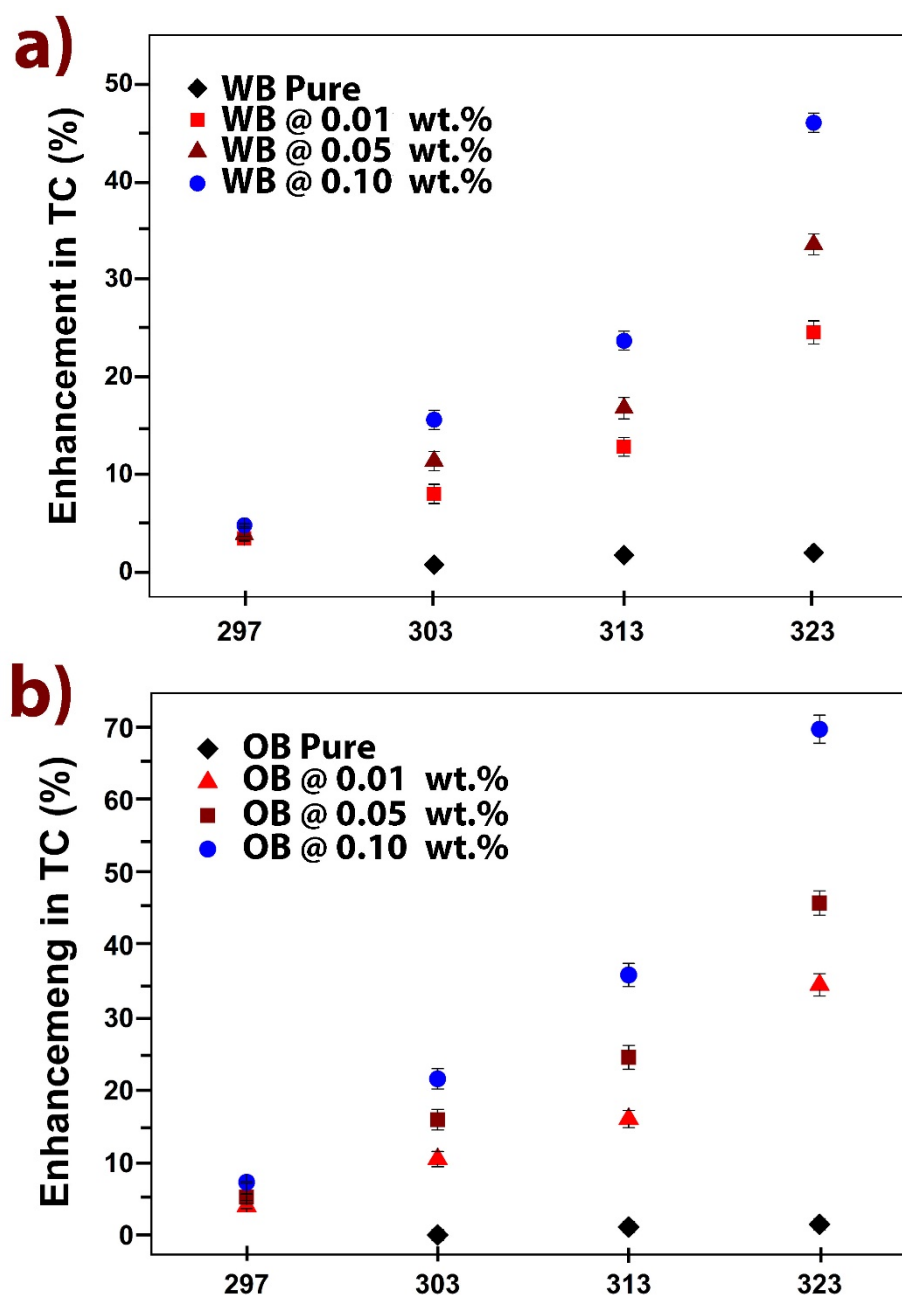 a)
Enhancement in TC (%)
50
40
30
20
10
0
WB Pure
WB @ 0.01 wt.%
WB @ 0.05 wt.%
WB @ 0.10 wt.%
297 303 313 323
b)
Enhancemeng in TC (%)
70
60
50
40
30
20
10
0
OB Pure
OB @ 0.01 wt.%
OB @ 0.05 wt.%
OB @ 0.10 wt.%
297 303 313 323